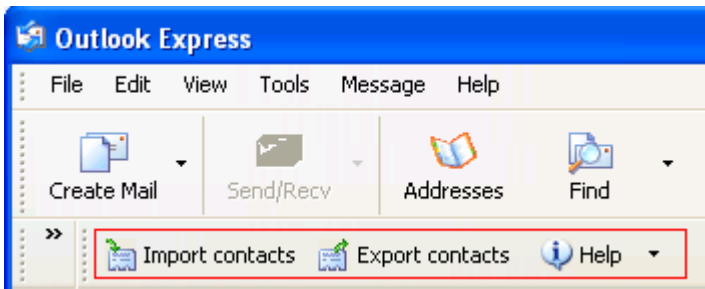 Outlook Express
File Edit View Tools Message Help
Create Mail Send/Recv Addresses Find
Import contacts Export contacts Help